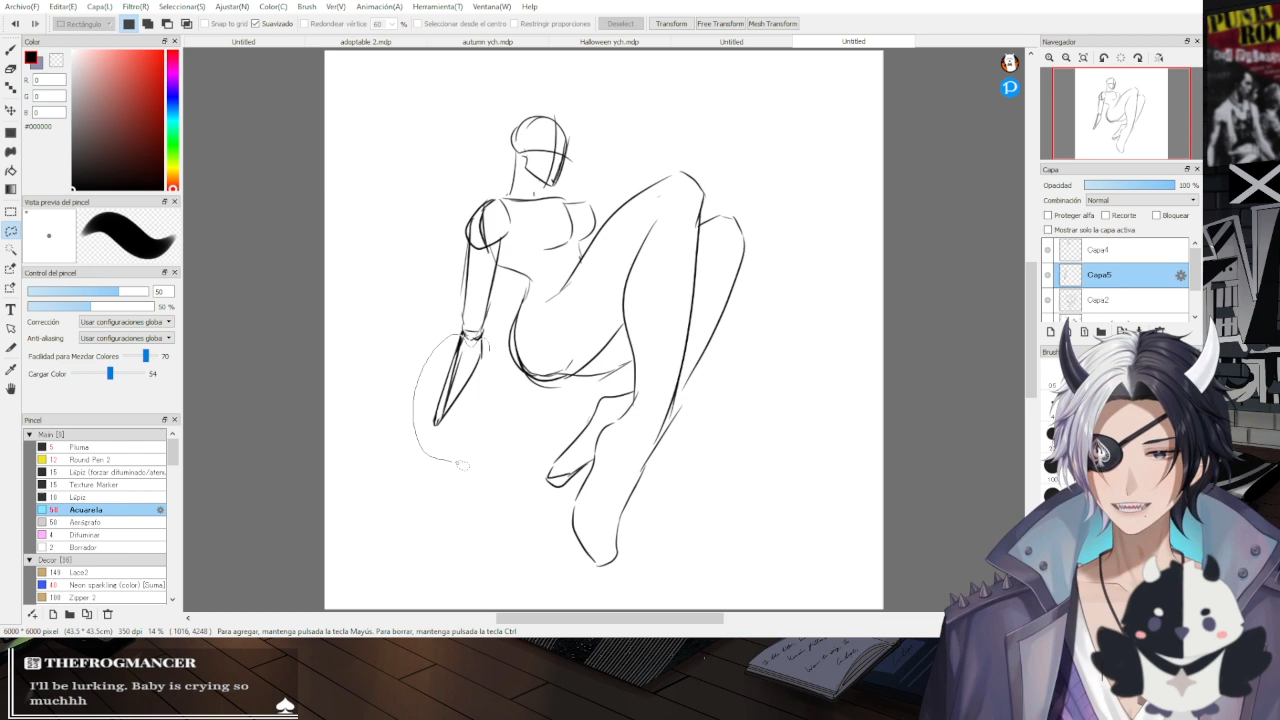 Archivo(F) Editar(E) Capa(L) Filtro(R) Seleccionar(S) Ajustar(N) Color(C) Brush Ver(V) Animación(A) Herramienta(T) Ventana(W) Help
Rectángulo Snap to grid Suavizado Redondear vértice 60 % Seleccionar desde el centro Restringir proporciones Deselect Transform Free Transform Mesh Transform
Color Untitled adoptable 2.mdp autumn ych.mdp Halloween ych.mdp Untitled Untitled Navegador
R 0
G 0
B 0
#000000
Capa
Opacidad 100 %
Combinación Normal
Proteger alfa Recorte Bloquear
Mostrar solo la capa activa
Capa4
Capa5
Capa2
Vista previa del pincel
Control del pincel
50
50 %
Corrección Usar configuraciones globa
Anti-aliasing Usar configuraciones globa
Facilidad para Mezclar Colores 70
Cargar Color 54
Pincel
Main [9]
5 Pluma
12 Round Pen 2
15 Lápiz (forzar difuminado/atenu
15 Texture Marker
10 Lápiz
50 Acuarela
50 Aerógrafo
4 Difuminar
2 Borrador
Decor [36]
149 Lace2
40 Neon sparkling (color) [Suma]
100 Zipper 2
6000 * 6000 pixel (43.5 * 43.5cm) 350 dpi 14 % ( 1016, 4248 ) Para agregar, mantenga pulsada la tecla Mayús. Para borrar, mantenga pulsada la tecla Ctrl
THEFROGMANCER
I'll be lurking. Baby is crying so
muchhh